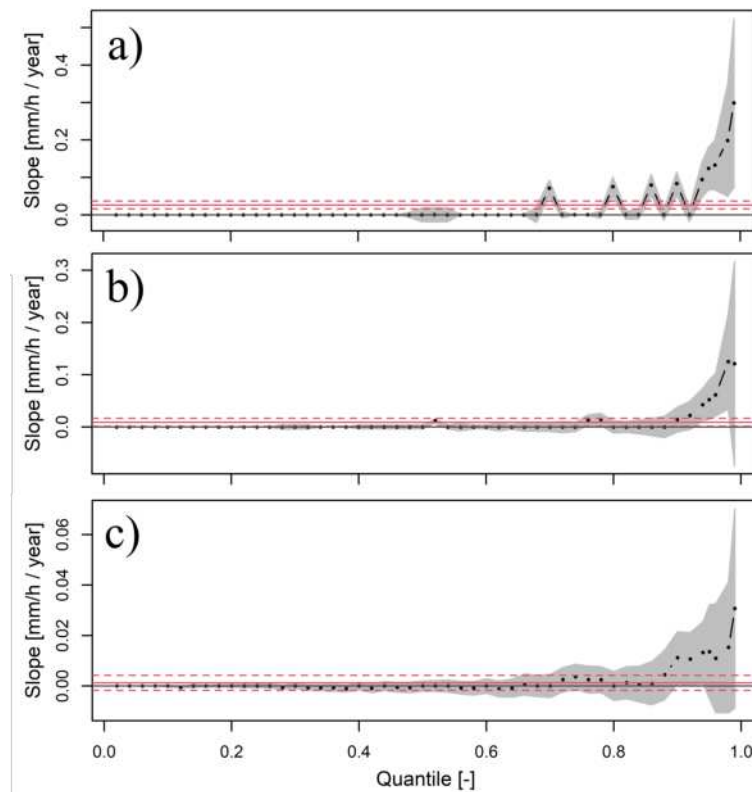 a)
Slope [mm/h / year]
0.4
0.2
0.0
b)
Slope [mm/h / year]
0.3
0.1
0.0
c)
Slope [mm/h / year]
0.06
0.04
0.02
0.00
0.0 0.2 0.4 0.6 0.8 1.0
Quantile [-]